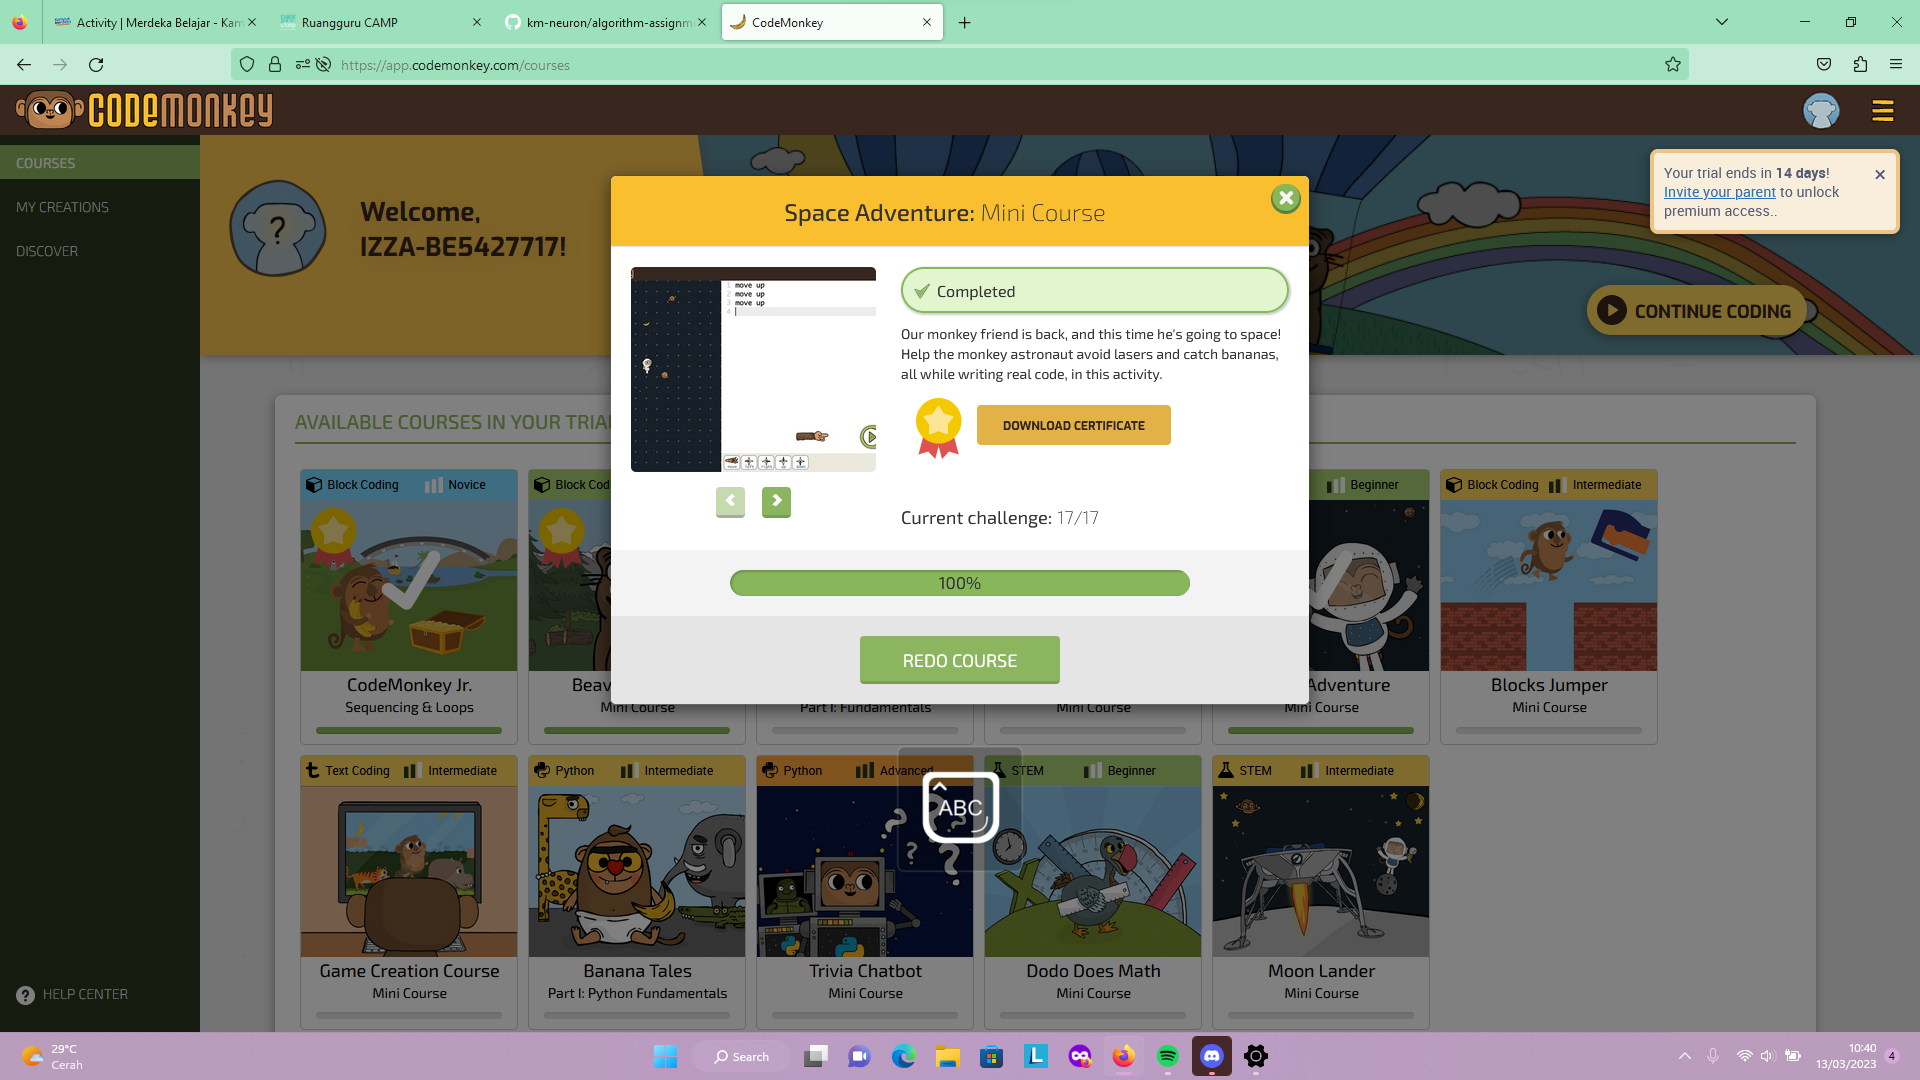 Activity | Merdeka Belajar - Kam
Ruangguru CAMP
km-neuron/algorithm-assignm
CodeMonkey
https://app.codemonkey.com/courses
CODEMONKEY
COURSES
MY CREATIONS
DISCOVER
HELP CENTER
?
Welcome,
IZZA-BE5427717!
Your trial ends in 14 days!
Invite your parent to unlock
premium access..
CONTINUE CODING
Space Adventure: Mini Course
1 move up
2 move up
3 move up
4
Completed
Our monkey friend is back, and this time he's going to space!
Help the monkey astronaut avoid lasers and catch bananas,
all while writing real code, in this activity.
DOWNLOAD CERTIFICATE
Current challenge: 17/17
100%
REDO COURSE
AVAILABLE COURSES IN YOUR TRIA
Block Coding Novice
CodeMonkey Jr.
Sequencing & Loops
Block Cod
Beav
Mini Course
Part I: Fundamentals
Mini Course
Beginner
Adventure
Mini Course
Block Coding Intermediate
Blocks Jumper
Mini Course
Text Coding Intermediate
Game Creation Course
Mini Course
Python Intermediate
Banana Tales
Part I: Python Fundamentals
Python Advanced
Trivia Chatbot
Mini Course
STEM Beginner
Dodo Does Math
Mini Course
STEM Intermediate
Moon Lander
Mini Course
ABC
29°C
Cerah
Search
L
10:40
13/03/2023
4